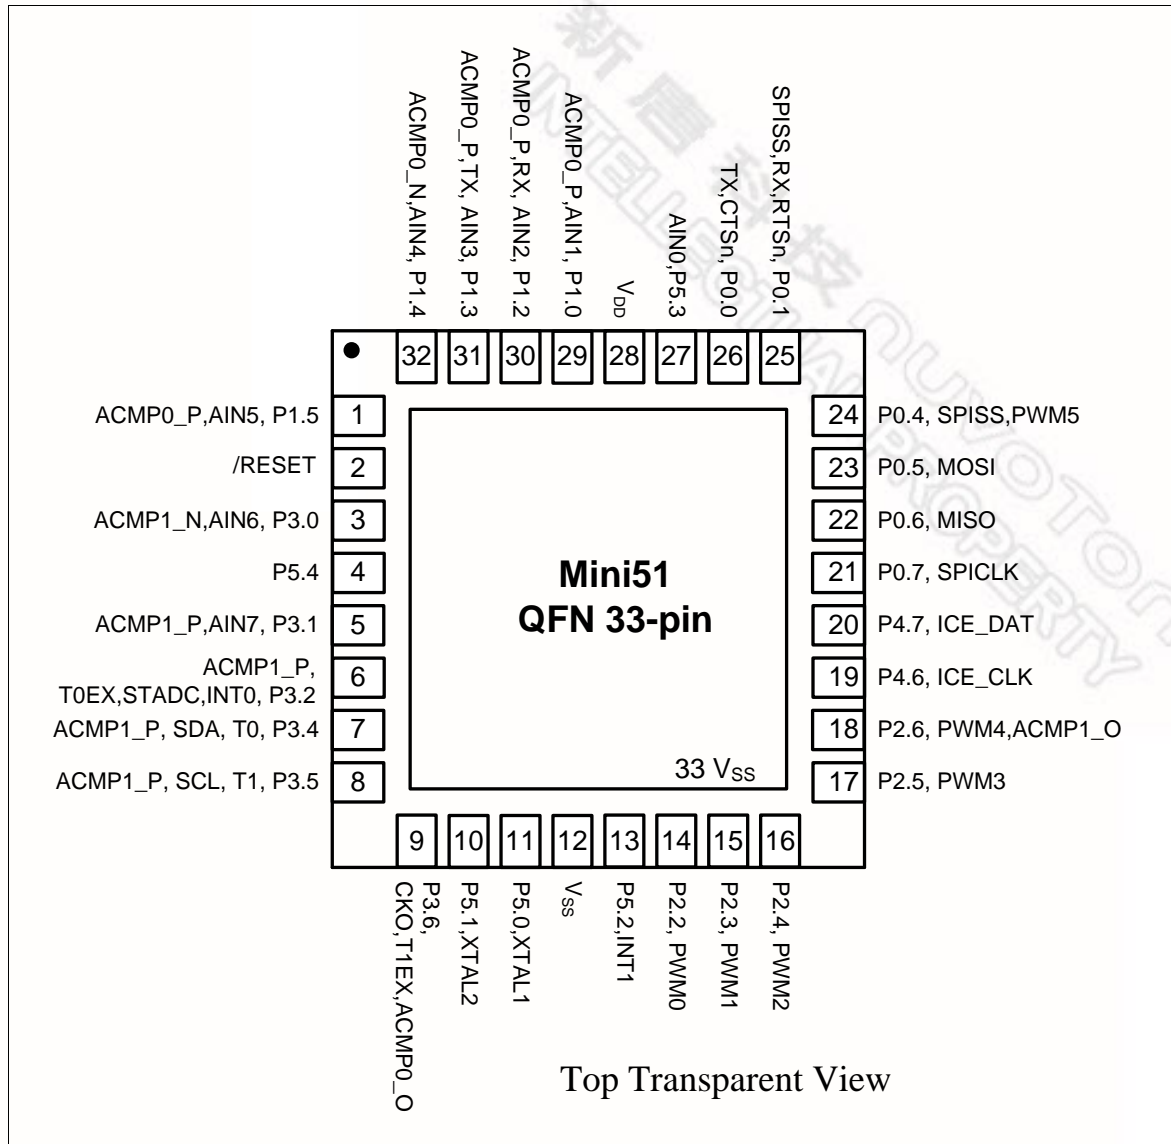 新唐科技 nuvoTon
INTELLECTUAL PROPERTY
ACMP0_N,AIN4, P1.4
ACMP0_P,TX, AIN3, P1.3
ACMP0_P,RX, AIN2, P1.2
ACMP0_P,AIN1, P1.0
VDD
AIN0,P5.3
TX,CTSn, P0.0
SPISS,RX,RTSn, P0.1
32 31 30 29 28 27 26 25
ACMP0_P,AIN5, P1.5 1
/RESET 2
ACMP1_N,AIN6, P3.0 3
P5.4 4
ACMP1_P,AIN7, P3.1 5
ACMP1_P,
T0EX,STADC,INT0, P3.2 6
ACMP1_P, SDA, T0, P3.4 7
ACMP1_P, SCL, T1, P3.5 8
Mini51
QFN 33-pin
33 VSS
24 P0.4, SPISS,PWM5
23 P0.5, MOSI
22 P0.6, MISO
21 P0.7, SPICLK
20 P4.7, ICE_DAT
19 P4.6, ICE_CLK
18 P2.6, PWM4,ACMP1_O
17 P2.5, PWM3
9 10 11 12 13 14 15 16
P3.6,
CKO,T1EX,ACMP0_O
P5.1,XTAL2
P5.0,XTAL1
VSS
P5.2,INT1
P2.2, PWM0
P2.3, PWM1
P2.4, PWM2
Top Transparent View